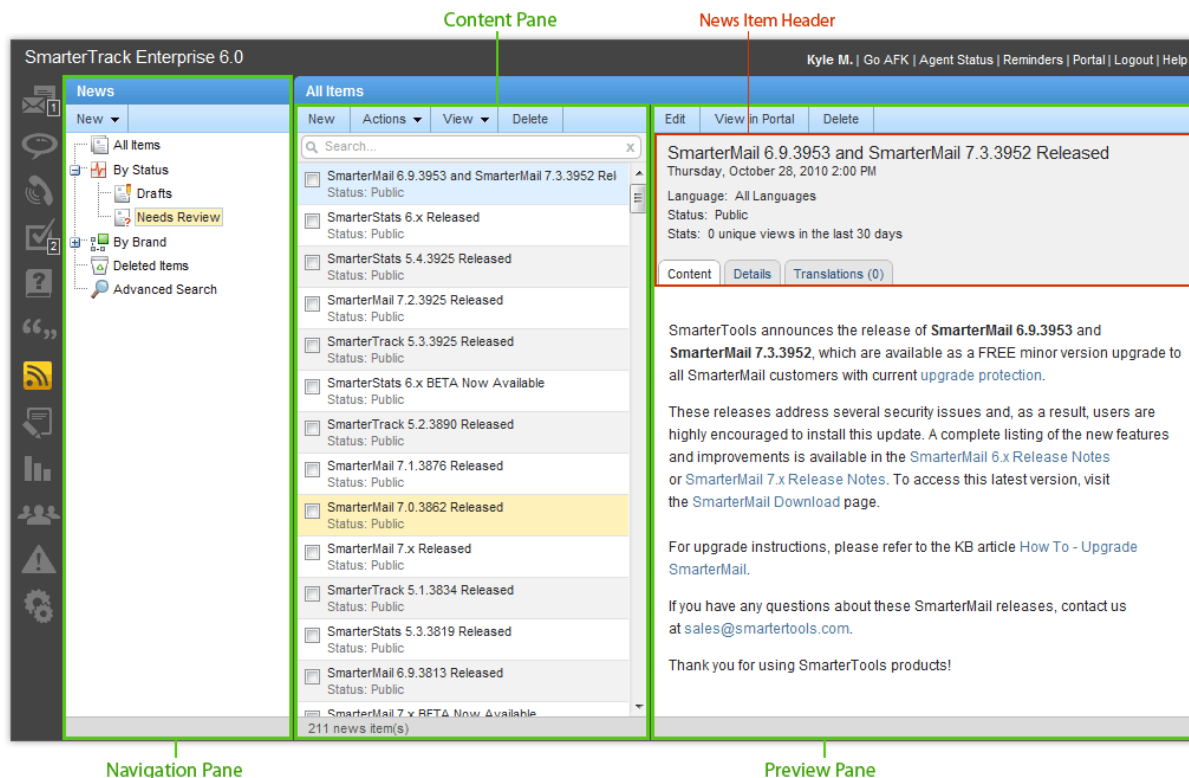 Content Pane
News Item Header
SmarterTrack Enterprise 6.0
Kyle M. | Go AFK | Agent Status | Reminders | Portal | Logout | Help
1
2
News
New
All Items
By Status
Drafts
Needs Review
By Brand
Deleted Items
Advanced Search
All Items
New Actions View Delete
Search... x
SmarterMail 6.9.3953 and SmarterMail 7.3.3952 Rel
Status: Public
SmarterStats 6.x Released
Status: Public
SmarterStats 5.4.3925 Released
Status: Public
SmarterMail 7.2.3925 Released
Status: Public
SmarterTrack 5.3.3925 Released
Status: Public
SmarterStats 6.x BETA Now Available
Status: Public
SmarterTrack 5.2.3890 Released
Status: Public
SmarterMail 7.1.3876 Released
Status: Public
SmarterMail 7.0.3862 Released
Status: Public
SmarterMail 7.x Released
Status: Public
SmarterTrack 5.1.3834 Released
Status: Public
SmarterStats 5.3.3819 Released
Status: Public
SmarterMail 6.9.3813 Released
Status: Public
SmarterMail 7.x BETA Now Available
211 news item(s)
Edit View in Portal Delete
SmarterMail 6.9.3953 and SmarterMail 7.3.3952 Released
Thursday, October 28, 2010 2:00 PM
Language: All Languages
Status: Public
Stats: 0 unique views in the last 30 days
Content Details Translations (0)
SmarterTools announces the release of SmarterMail 6.9.3953 and
SmarterMail 7.3.3952, which are available as a FREE minor version upgrade to
all SmarterMail customers with current upgrade protection.
These releases address several security issues and, as a result, users are
highly encouraged to install this update. A complete listing of the new features
and improvements is available in the SmarterMail 6.x Release Notes
or SmarterMail 7.x Release Notes. To access this latest version, visit
the SmarterMail Download page.
For upgrade instructions, please refer to the KB article How To - Upgrade
SmarterMail.
If you have any questions about these SmarterMail releases, contact us
at sales@smartertools.com.
Thank you for using SmarterTools products!
Navigation Pane
Preview Pane